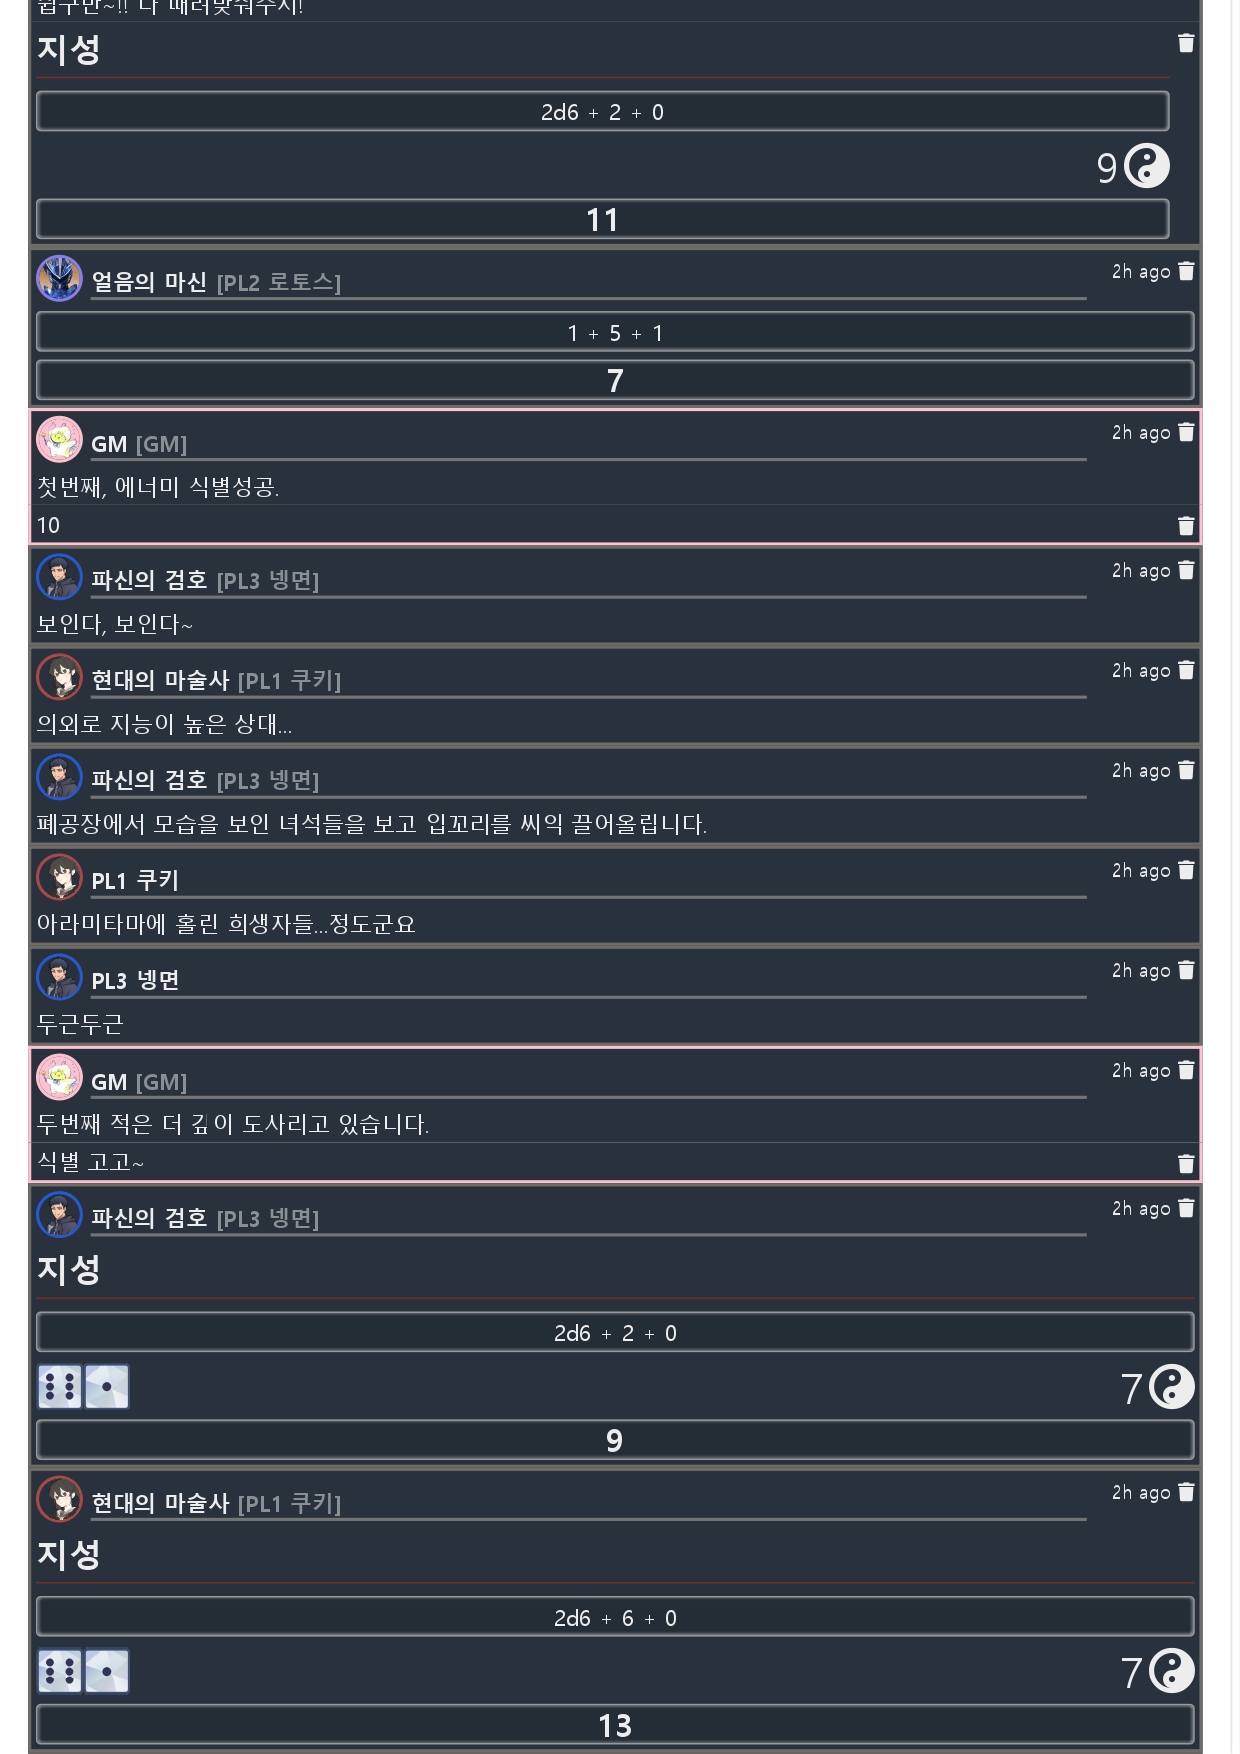 쉽구만~!! 다 때려맞춰주지!
지성
2d6 + 2 + 0
9
11
얼음의 마신 [PL2 로토스]
2h ago
1 + 5 + 1
7
GM [GM]
2h ago
첫번째, 에너미 식별성공.
10
파신의 검호 [PL3 넹면]
2h ago
보인다, 보인다~
현대의 마술사 [PL1 쿠키]
2h ago
의외로 지능이 높은 상대...
파신의 검호 [PL3 넹면]
2h ago
폐공장에서 모습을 보인 녀석들을 보고 입꼬리를 씨익 끌어올립니다.
PL1 쿠키
2h ago
아라미타마에 홀린 희생자들...정도군요
PL3 넹면
2h ago
두근두근
GM [GM]
2h ago
두번째 적은 더 깊이 도사리고 있습니다.
식별 고고~
파신의 검호 [PL3 넹면]
2h ago
지성
2d6 + 2 + 0
7
9
현대의 마술사 [PL1 쿠키]
2h ago
지성
2d6 + 6 + 0
7
13